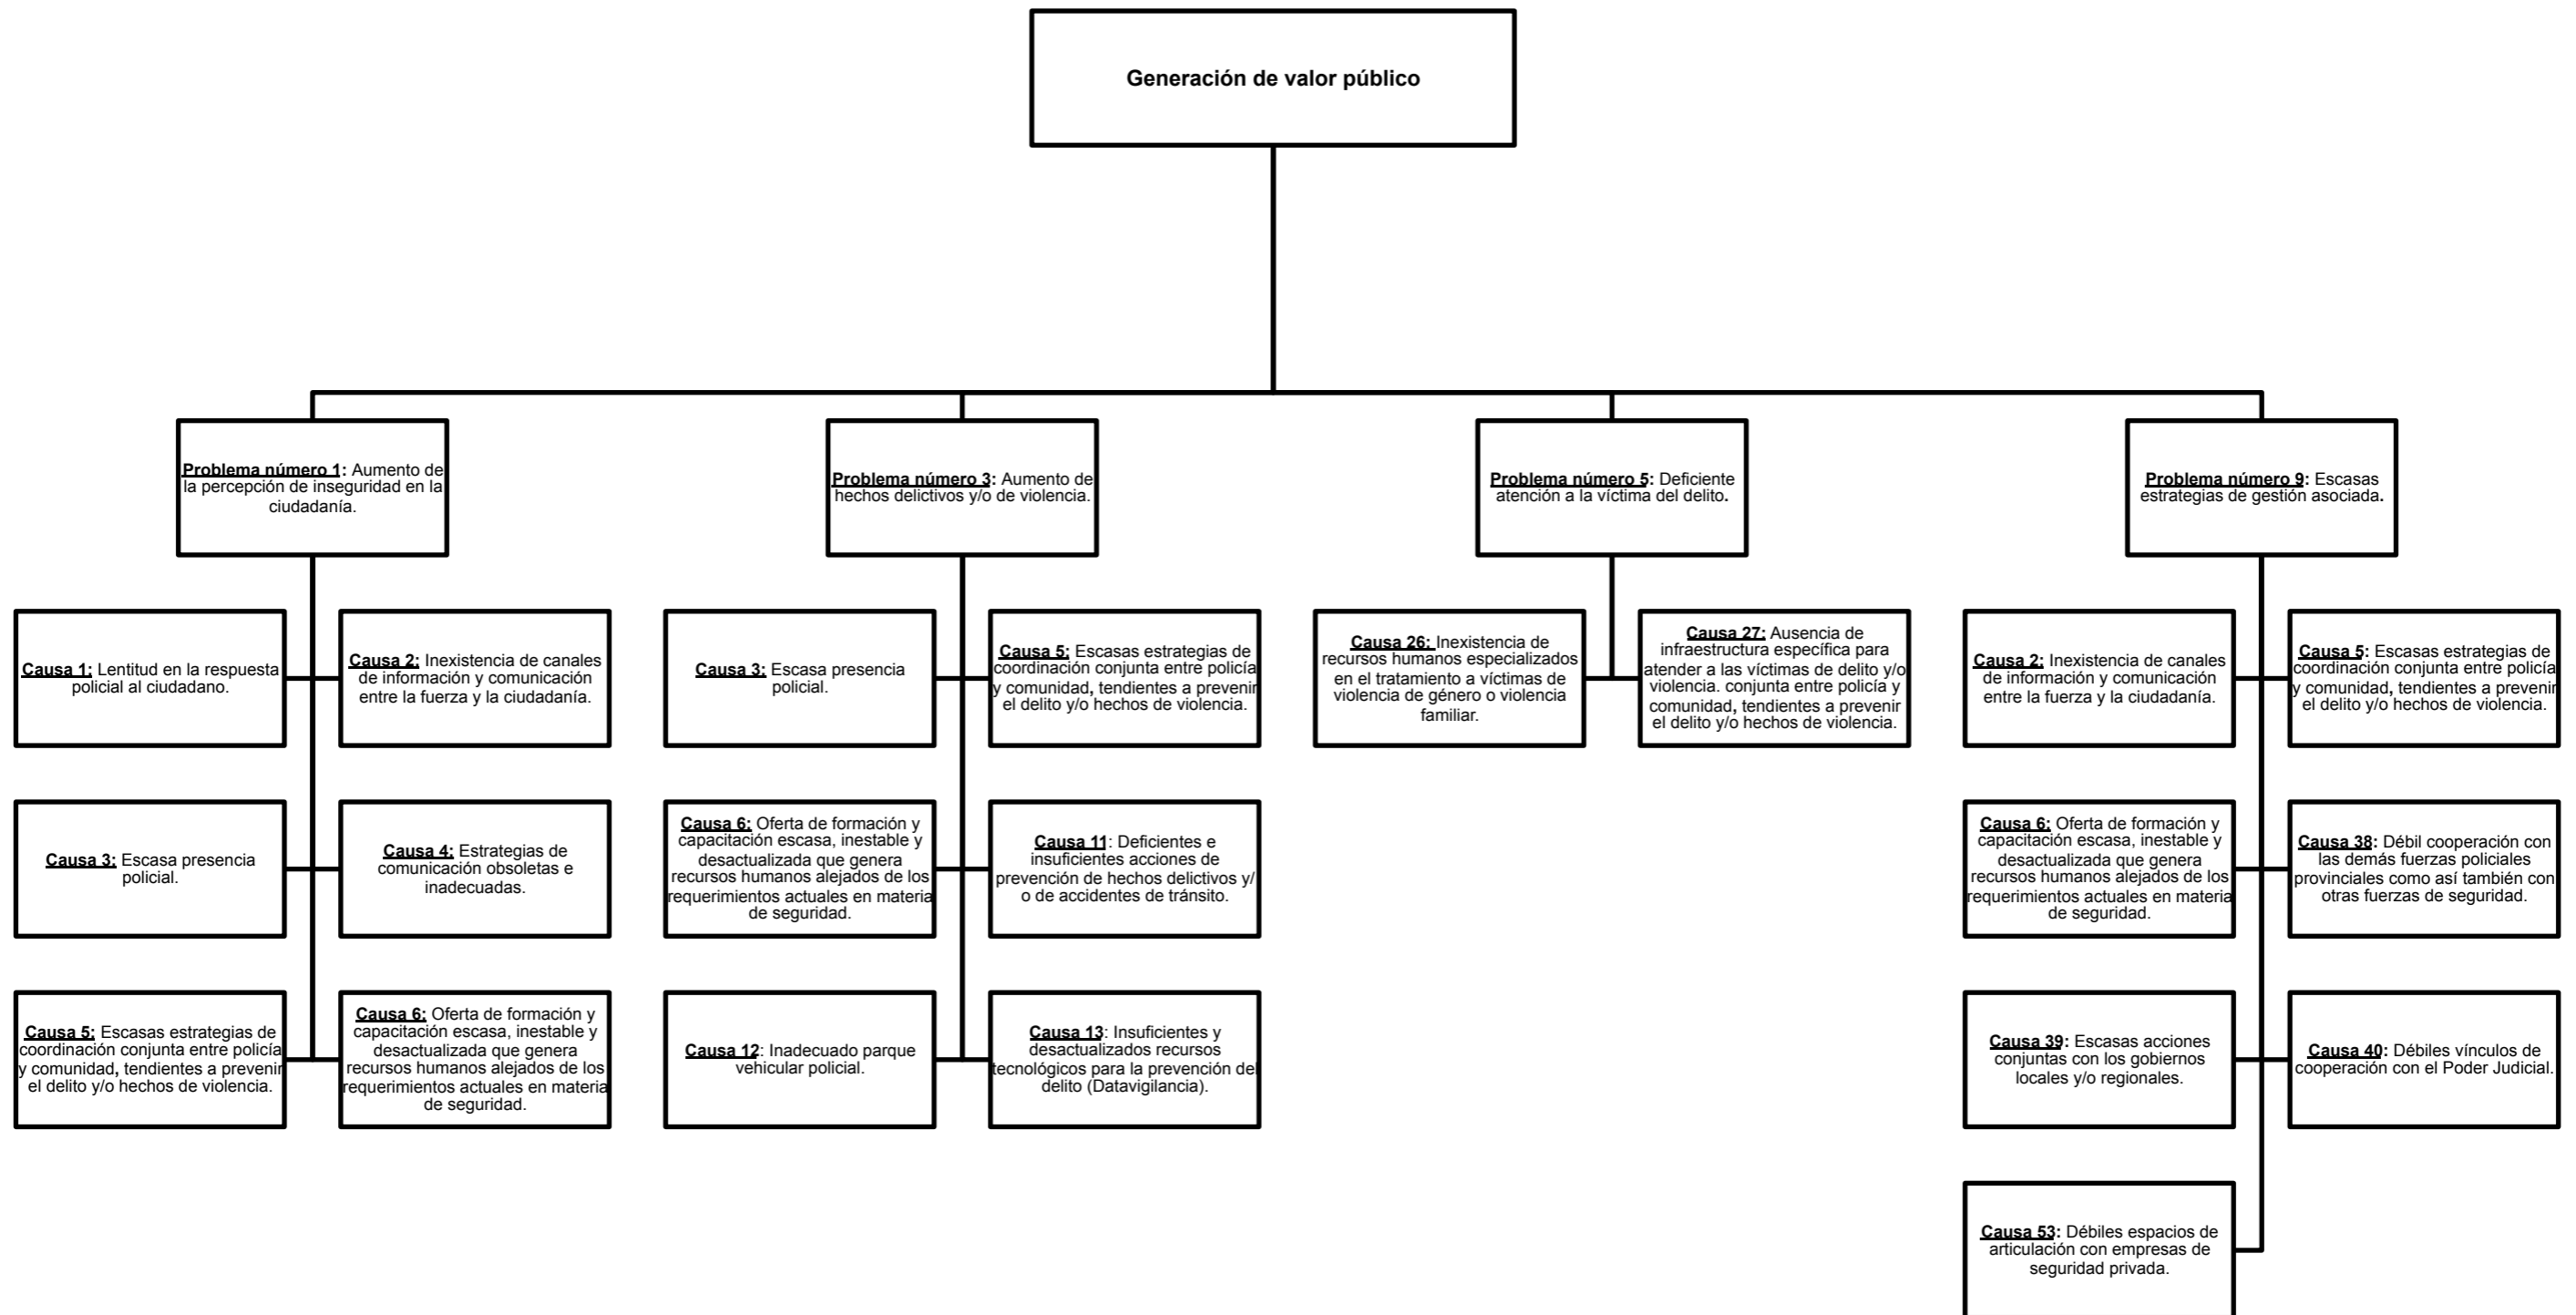 Generación de valor público
Problema número 1: Aumento de
la percepción de inseguridad en la
ciudadanía.
Problema número 3: Aumento de
hechos delictivos y/o de violencia.
Problema número 5: Deficiente
atención a la víctima del delito.
Problema número 9: Escasas
estrategias de gestión asociada.
Causa 1: Lentitud en la respuesta
policial al ciudadano.
Causa 2: Inexistencia de canales
de información y comunicación
entre la fuerza y la ciudadanía.
Causa 3: Escasa presencia
policial.
Causa 4: Estrategias de
comunicación obsoletas e
inadecuadas.
Causa 5: Escasas estrategias de
coordinación conjunta entre policía
y comunidad, tendientes a prevenir
el delito y/o hechos de violencia.
Causa 6: Oferta de formación y
capacitación escasa, inestable y
desactualizada que genera
recursos humanos alejados de los
requerimientos actuales en materia
de seguridad.
Causa 3: Escasa presencia
policial.
Causa 5: Escasas estrategias de
coordinación conjunta entre policía
y comunidad, tendientes a prevenir
el delito y/o hechos de violencia.
Causa 6: Oferta de formación y
capacitación escasa, inestable y
desactualizada que genera
recursos humanos alejados de los
requerimientos actuales en materia
de seguridad.
Causa 11: Deficientes e
insuficientes acciones de
prevención de hechos delictivos y/
o de accidentes de tránsito.
Causa 12: Inadecuado parque
vehicular policial.
Causa 13: Insuficientes y
desactualizados recursos
tecnológicos para la prevención del
delito (Datavigilancia).
Causa 26: Inexistencia de
recursos humanos especializados
en el tratamiento a víctimas de
violencia de género o violencia
familiar.
Causa 27: Ausencia de
infraestructura específica para
atender a las víctimas de delito y/o
violencia. conjunta entre policía y
comunidad, tendientes a prevenir
el delito y/o hechos de violencia.
Causa 2: Inexistencia de canales
de información y comunicación
entre la fuerza y la ciudadanía.
Causa 5: Escasas estrategias de
coordinación conjunta entre policía
y comunidad, tendientes a prevenir
el delito y/o hechos de violencia.
Causa 6: Oferta de formación y
capacitación escasa, inestable y
desactualizada que genera
recursos humanos alejados de los
requerimientos actuales en materia
de seguridad.
Causa 38: Débil cooperación con
las demás fuerzas policiales
provinciales como así también con
otras fuerzas de seguridad.
Causa 39: Escasas acciones
conjuntas con los gobiernos
locales y/o regionales.
Causa 40: Débiles vínculos de
cooperación con el Poder Judicial.
Causa 53: Débiles espacios de
articulación con empresas de
seguridad privada.